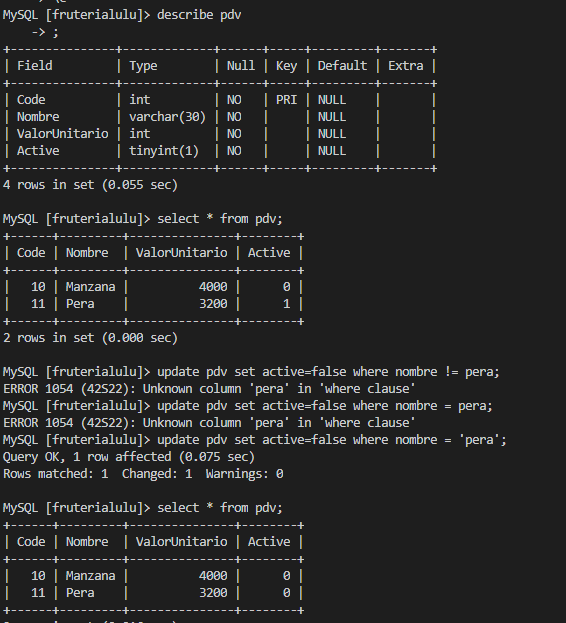 MySQL [fruterialulu]> describe pdv
    -> ;
+---------------+-------------+------+-----+---------+-------+
| Field         | Type        | Null | Key | Default | Extra |
+---------------+-------------+------+-----+---------+-------+
| Code          | int         | NO   | PRI | NULL    |       |
| Nombre        | varchar(30) | NO   |     | NULL    |       |
| ValorUnitario | int         | NO   |     | NULL    |       |
| Active        | tinyint(1)  | NO   |     | NULL    |       |
+---------------+-------------+------+-----+---------+-------+
4 rows in set (0.055 sec)
MySQL [fruterialulu]> select * from pdv;
+------+---------+---------------+--------+
| Code | Nombre  | ValorUnitario | Active |
+------+---------+---------------+--------+
|   10 | Manzana |          4000 |      0 |
|   11 | Pera    |          3200 |      1 |
+------+---------+---------------+--------+
2 rows in set (0.000 sec)
MySQL [fruterialulu]> update pdv set active=false where nombre != pera;
ERROR 1054 (42S22): Unknown column 'pera' in 'where clause'
MySQL [fruterialulu]> update pdv set active=false where nombre = pera;
ERROR 1054 (42S22): Unknown column 'pera' in 'where clause'
MySQL [fruterialulu]> update pdv set active=false where nombre = 'pera';
Query OK, 1 row affected (0.075 sec)
Rows matched: 1  Changed: 1  Warnings: 0
MySQL [fruterialulu]> select * from pdv;
+------+---------+---------------+--------+
| Code | Nombre  | ValorUnitario | Active |
+------+---------+---------------+--------+
|   10 | Manzana |          4000 |      0 |
|   11 | Pera    |          3200 |      0 |
+------+---------+---------------+--------+